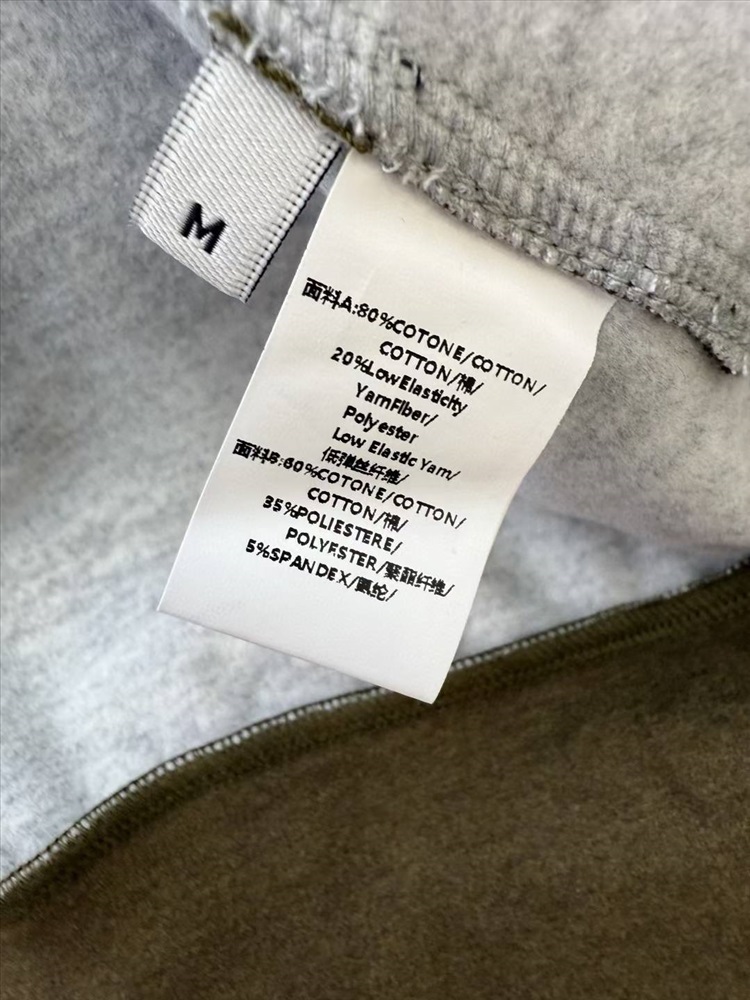 M
面料A:80%COTONE/COTTON/
COTTON/棉/
20%LowElasticity
YarnFiber/
Polyester
Low Elastic Yarn/
低弹丝纤维/
面料B:60%COTONE/COTTON/
COTTON/棉/
35%POLIESTERE/
POLYESTER/聚酯纤维/
5%SPANDEX/氨纶/